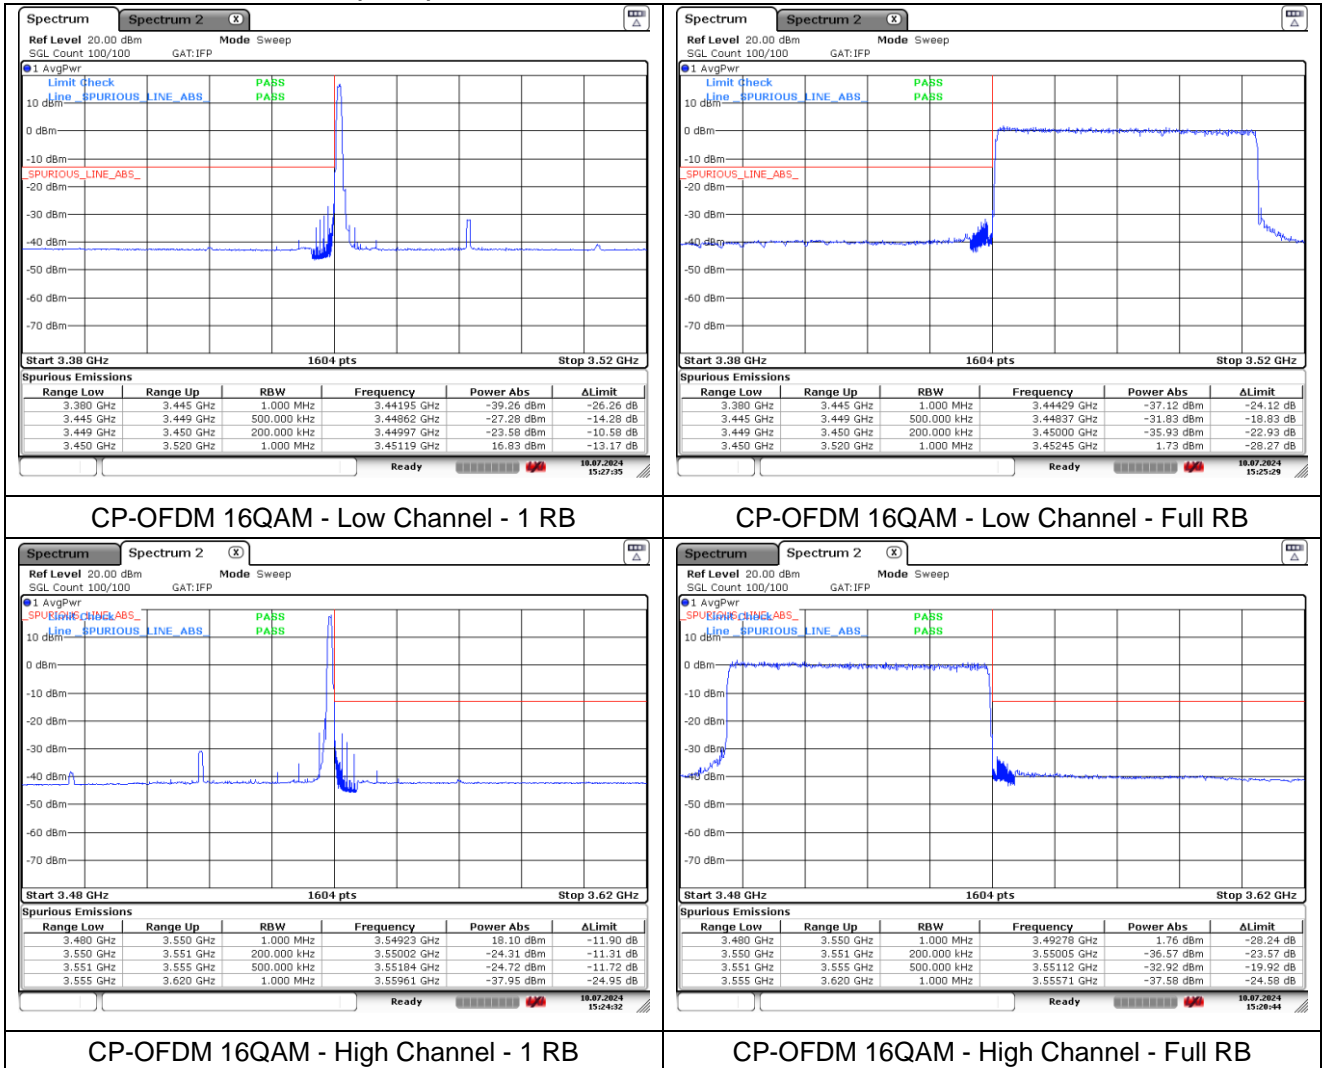 Spectrum Spectrum 2 X
Ref Level 20.00 dBm Mode Sweep
SGL Count 100/100 GAT:IFP
1 AvgPwr
Limit Check PASS
Line _SPURIOUS_LINE_ABS_ PASS
10 dBm
0 dBm
-10 dBm
_SPURIOUS_LINE_ABS_
-20 dBm
-30 dBm
-40 dBm
-50 dBm
-60 dBm
-70 dBm
Start 3.38 GHz 1604 pts Stop 3.52 GHz
Spurious Emissions
Range Low Range Up RBW Frequency Power Abs ΔLimit
3.380 GHz 3.445 GHz 1.000 MHz 3.44195 GHz -39.26 dBm -26.26 dB
3.445 GHz 3.449 GHz 500.000 kHz 3.44862 GHz -27.28 dBm -14.28 dB
3.449 GHz 3.450 GHz 200.000 kHz 3.44997 GHz -23.58 dBm -10.58 dB
3.450 GHz 3.520 GHz 1.000 MHz 3.45119 GHz 16.83 dBm -13.17 dB
Ready 10.07.2024
15:27:35
CP-OFDM 16QAM - Low Channel - 1 RB
Spectrum Spectrum 2 X
Ref Level 20.00 dBm Mode Sweep
SGL Count 100/100 GAT:IFP
1 AvgPwr
Limit Check PASS
Line _SPURIOUS_LINE_ABS_ PASS
10 dBm
0 dBm
-10 dBm
_SPURIOUS_LINE_ABS_
-20 dBm
-30 dBm
-40 dBm
-50 dBm
-60 dBm
-70 dBm
Start 3.38 GHz 1604 pts Stop 3.52 GHz
Spurious Emissions
Range Low Range Up RBW Frequency Power Abs ΔLimit
3.380 GHz 3.445 GHz 1.000 MHz 3.44429 GHz -37.12 dBm -24.12 dB
3.445 GHz 3.449 GHz 500.000 kHz 3.44837 GHz -31.83 dBm -18.83 dB
3.449 GHz 3.450 GHz 200.000 kHz 3.45000 GHz -35.93 dBm -22.93 dB
3.450 GHz 3.520 GHz 1.000 MHz 3.45245 GHz 1.73 dBm -28.27 dB
Ready 10.07.2024
15:25:29
CP-OFDM 16QAM - Low Channel - Full RB
Spectrum Spectrum 2 X
Ref Level 20.00 dBm Mode Sweep
SGL Count 100/100 GAT:IFP
1 AvgPwr
_SPURIOUS_LINE_ABS_
Limit Check PASS
Line _SPURIOUS_LINE_ABS_ PASS
10 dBm
0 dBm
-10 dBm
-20 dBm
-30 dBm
-40 dBm
-50 dBm
-60 dBm
-70 dBm
Start 3.48 GHz 1604 pts Stop 3.62 GHz
Spurious Emissions
Range Low Range Up RBW Frequency Power Abs ΔLimit
3.480 GHz 3.550 GHz 1.000 MHz 3.54923 GHz 18.10 dBm -11.90 dB
3.550 GHz 3.551 GHz 200.000 kHz 3.55002 GHz -24.31 dBm -11.31 dB
3.551 GHz 3.555 GHz 500.000 kHz 3.55184 GHz -24.72 dBm -11.72 dB
3.555 GHz 3.620 GHz 1.000 MHz 3.55961 GHz -37.95 dBm -24.95 dB
Ready 10.07.2024
15:24:32
CP-OFDM 16QAM - High Channel - 1 RB
Spectrum Spectrum 2 X
Ref Level 20.00 dBm Mode Sweep
SGL Count 100/100 GAT:IFP
1 AvgPwr
_SPURIOUS_LINE_ABS_
Limit Check PASS
Line _SPURIOUS_LINE_ABS_ PASS
10 dBm
0 dBm
-10 dBm
-20 dBm
-30 dBm
-40 dBm
-50 dBm
-60 dBm
-70 dBm
Start 3.48 GHz 1604 pts Stop 3.62 GHz
Spurious Emissions
Range Low Range Up RBW Frequency Power Abs ΔLimit
3.480 GHz 3.550 GHz 1.000 MHz 3.49278 GHz 1.76 dBm -28.24 dB
3.550 GHz 3.551 GHz 200.000 kHz 3.55005 GHz -36.57 dBm -23.57 dB
3.551 GHz 3.555 GHz 500.000 kHz 3.55112 GHz -32.92 dBm -19.92 dB
3.555 GHz 3.620 GHz 1.000 MHz 3.55571 GHz -37.58 dBm -24.58 dB
Ready 10.07.2024
15:20:44
CP-OFDM 16QAM - High Channel - Full RB